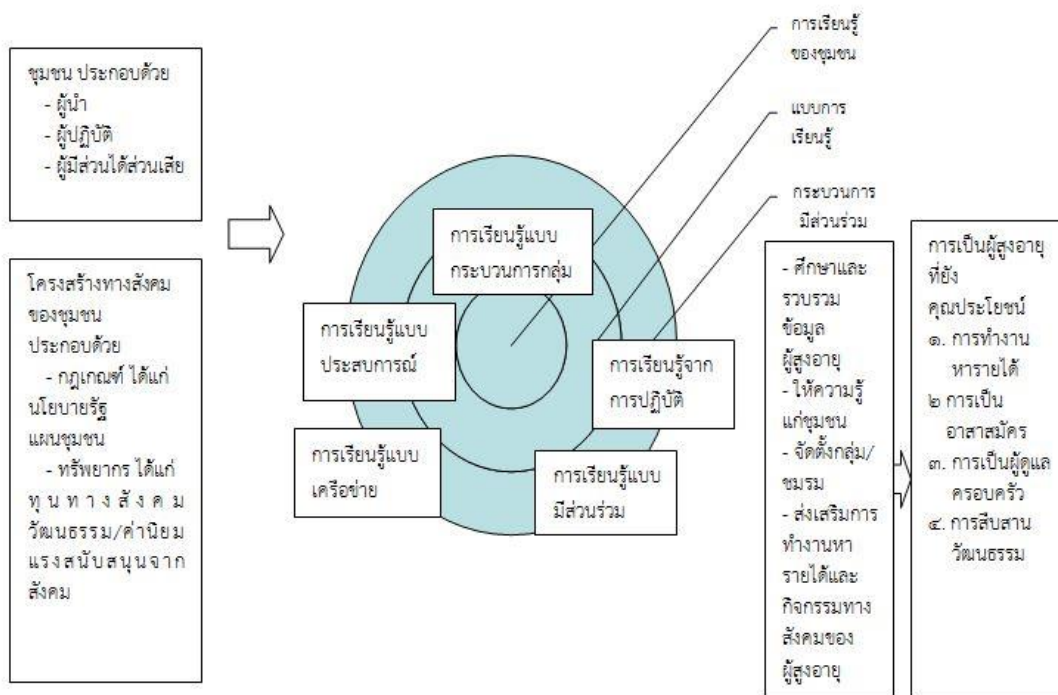 ชุมชน ประกอบด้วย
- ผู้นำ
- ผู้ปฏิบัติ
- ผู้มีส่วนได้ส่วนเสีย
โครงสร้างทางสังคม
ของชุมชน
ประกอบด้วย
- กฎเกณฑ์ ได้แก่
นโยบายรัฐ
แผนชุมชน
- ทรัพยากร ได้แก่
ทุนทางสังคม
วัฒนธรรม/ค่านิยม
แรงสนับสนุนจาก
สังคม
การเรียนรู้แบบ
กระบวนการกลุ่ม
การเรียนรู้แบบ
ประสบการณ์
การเรียนรู้จาก
การปฏิบัติ
การเรียนรู้แบบ
เครือข่าย
การเรียนรู้แบบ
มีส่วนร่วม
การเรียนรู้
ของชุมชน
แบบการ
เรียนรู้
กระบวนการ
มีส่วนร่วม
- ศึกษาและ
รวบรวม
ข้อมูล
ผู้สูงอายุ
- ให้ความรู้
แก่ชุมชน
- จัดตั้งกลุ่ม/
ชมรม
- ส่งเสริมการ
ทำงานหา
รายได้และ
กิจกรรมทาง
สังคมของ
ผู้สูงอายุ
การเป็นผู้สูงอายุ
ที่ยัง
คุณประโยชน์
๑. การทำงาน
หารายได้
๒ การเป็น
อาสาสมัคร
๓. การเป็นผู้ดูแล
ครอบครัว
๔. การสืบสาน
วัฒนธรรม